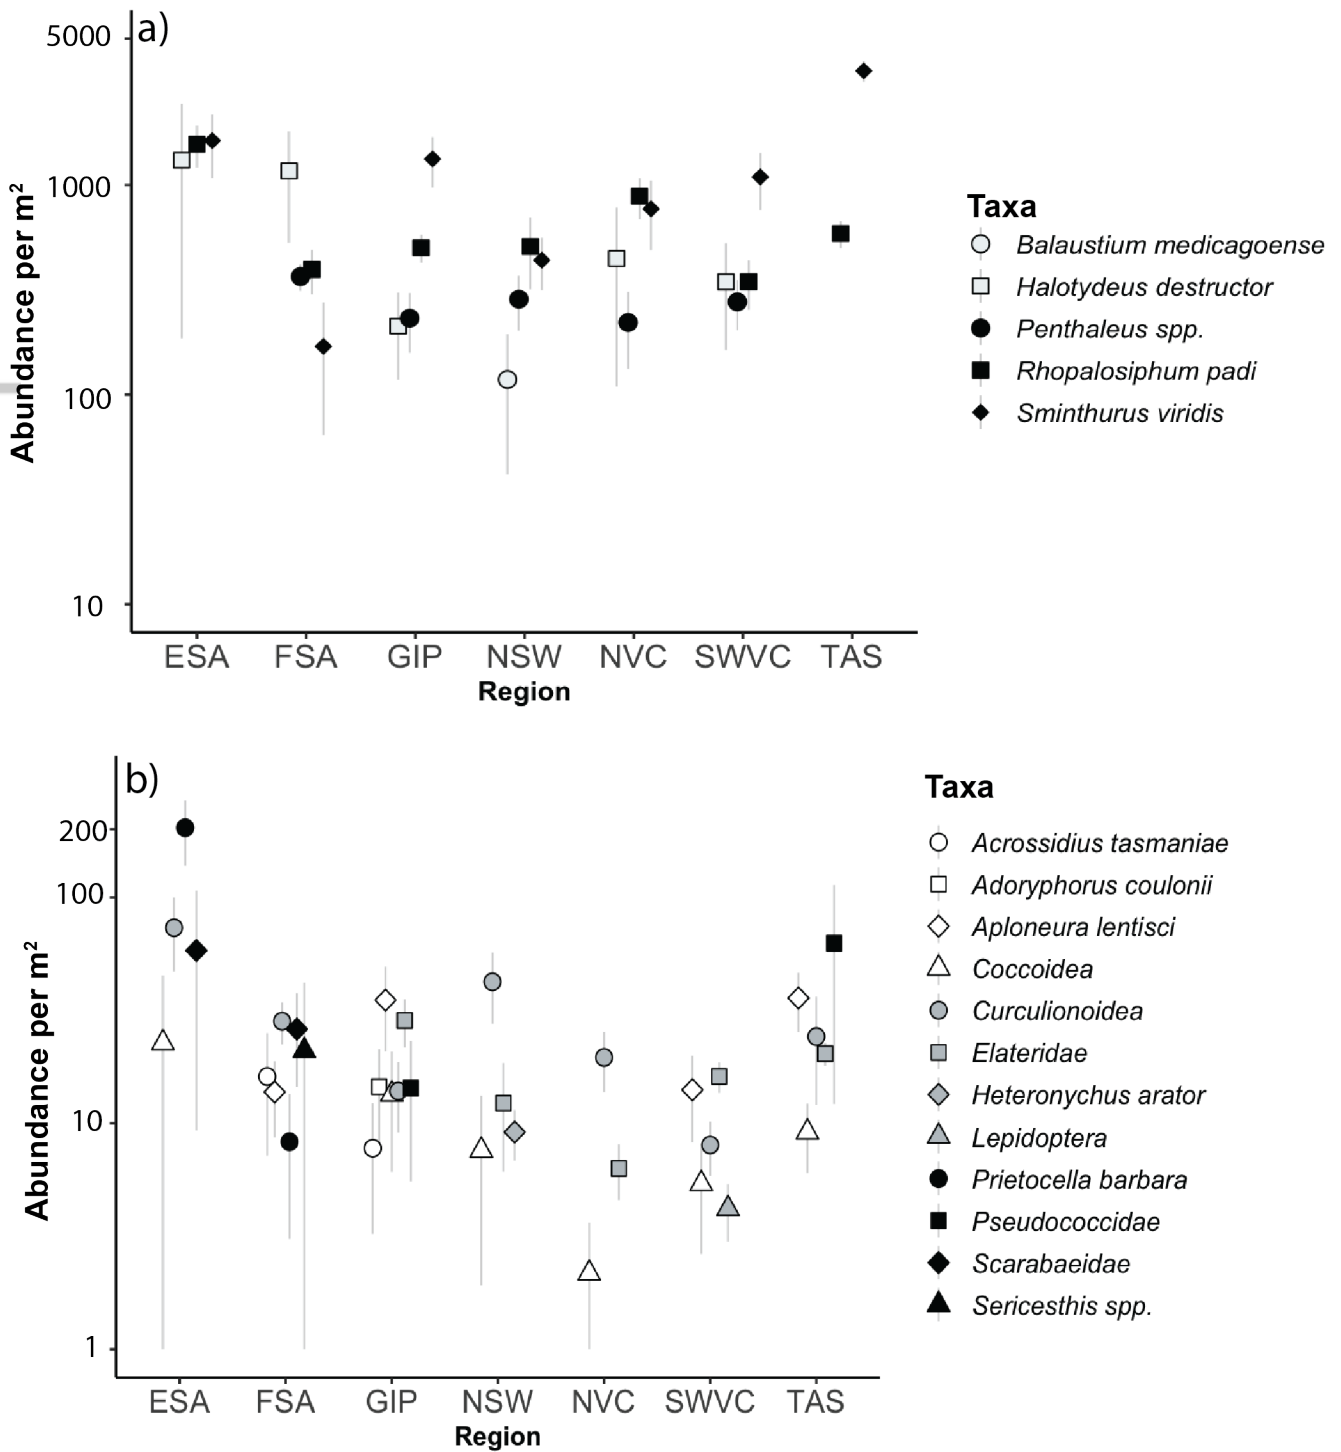 a)
5000
1000
100
10
Abundance per m²
ESA FSA GIP NSW NVC SWVC TAS
Region
Taxa
Balaustium medicagoense
Halotydeus destructor
Penthaleus spp.
Rhopalosiphum padi
Sminthurus viridis
b)
200
100
10
1
Abundance per m²
ESA FSA GIP NSW NVC SWVC TAS
Region
Taxa
Acrossidius tasmaniae
Adoryphorus coulonii
Aploneura lentisci
Coccoidea
Curculionoidea
Elateridae
Heteronychus arator
Lepidoptera
Prietocella barbara
Pseudococcidae
Scarabaeidae
Sericesthis spp.